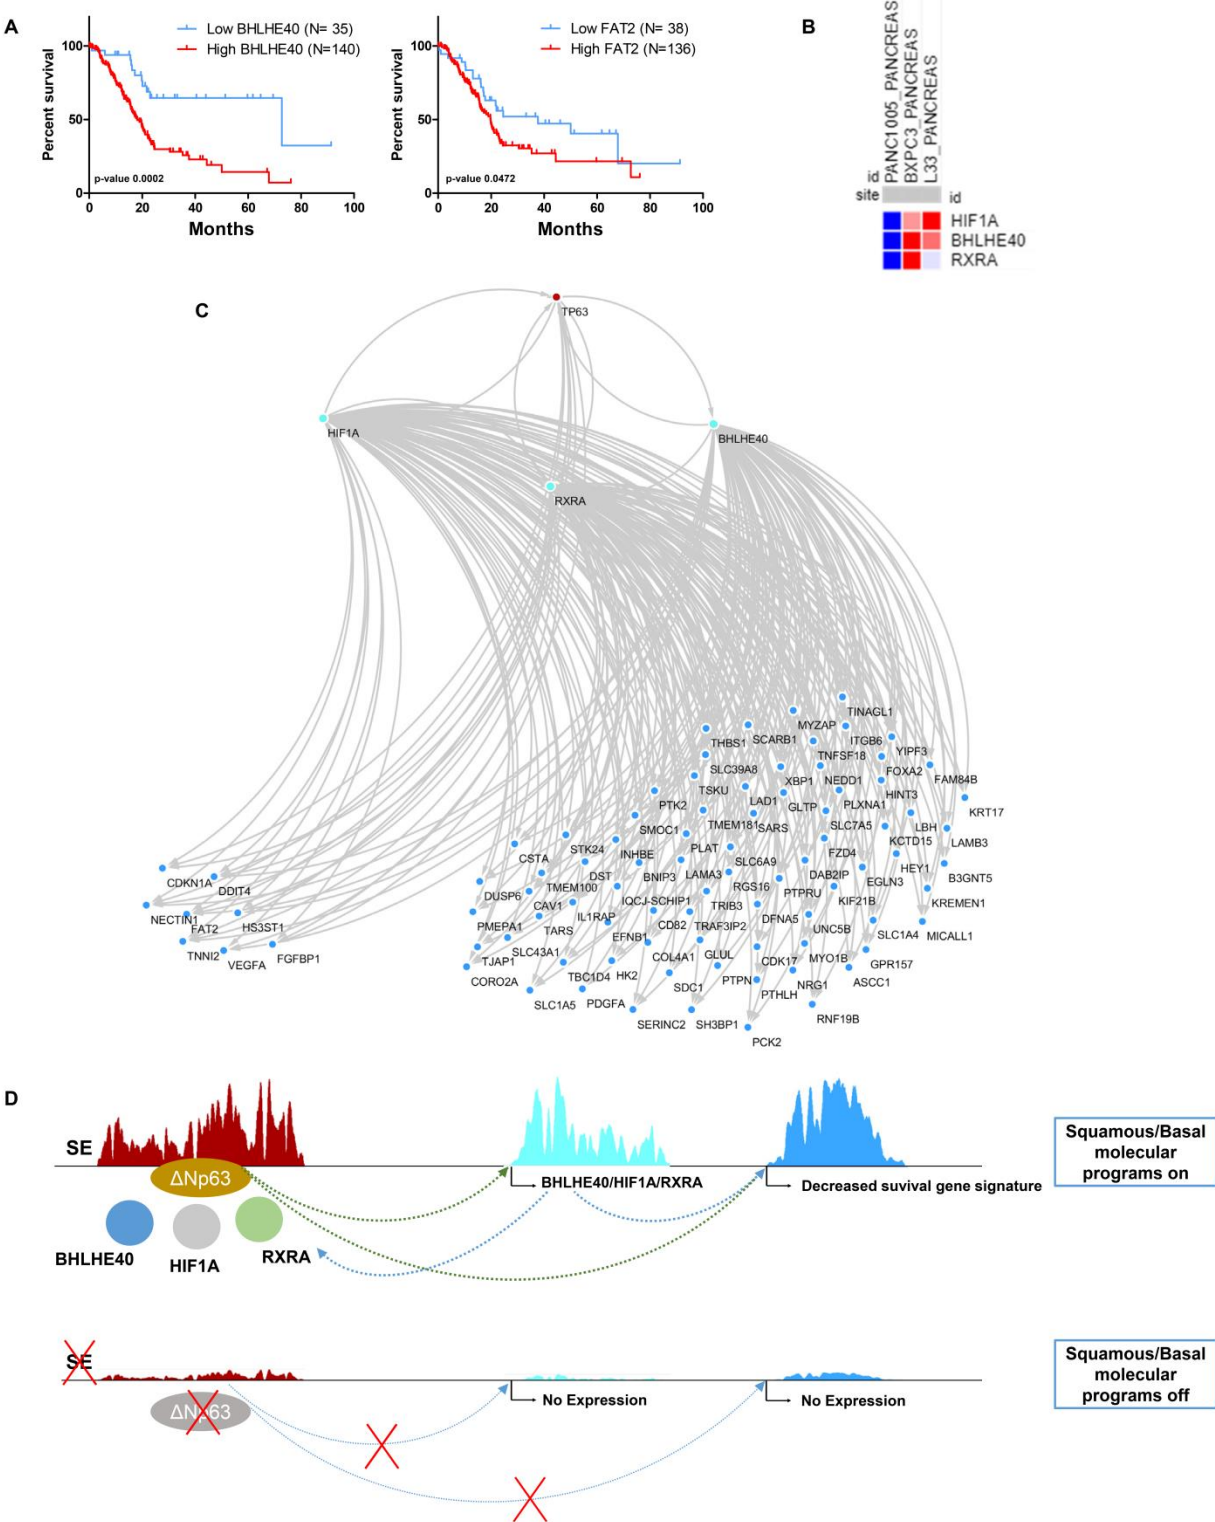 A
Percent survival
100
50
0
0 20 40 60 80 100
Months
Low BHLHE40 (N= 35)
High BHLHE40 (N=140)
p-value 0.0002
Percent survival
100
50
0
0 20 40 60 80 100
Months
Low FAT2 (N= 38)
High FAT2 (N=136)
p-value 0.0472
B
PANC1005_PANCREAS
BXPC3_PANCREAS
L33_PANCREAS
id
site
id
HIF1A
BHLHE40
RXRA
C
TP63
HIF1A
BHLHE40
RXRA
TINAGL1
MYZAP
ITGB6
THBS1
SCARB1
TNFSF18
YIPF3
SLC39A8
XBP1
NEDD1
FOXA2
FAM84B
TSKU
LAD1
GLTP
PLXNA1
HINT3
KRT17
PTK2
SMOC1
TMEM181
SARS
SLC7A5
LBH
KCTD15
LAMB3
CSTA
STK24
INHBE
PLAT
SLC6A9
FZD4
HEY1
B3GNT5
DST
BNIP3
LAMA3
RGS16
DAB2IP
EGLN3
CDKN1A
DDIT4
DUSP6
TMEM100
CAV1
IQCJ-SCHIP1
TRIB3
PTPRU
KIF21B
KREMEN1
NECTIN1
FAT2
HS3ST1
PMEPA1
TARS
IL1RAP
CD82
TRAF3IP2
DFNA5
UNC5B
SLC1A4
MICALL1
TNNI2
VEGFA
FGFBP1
TJAP1
SLC43A1
EFNB1
COL4A1
GLUL
CDK17
MYO1B
GPR157
CORO2A
TBC1D4
HK2
SDC1
PTPN
PTHLH
NRG1
ASCC1
SLC1A5
PDGFA
SERINC2
SH3BP1
RNF19B
PCK2
D
SE
ΔNp63
BHLHE40
HIF1A
RXRA
BHLHE40/HIF1A/RXRA
Decreased suvival gene signature
Squamous/Basal
molecular
programs on
SE
ΔNp63
No Expression
No Expression
Squamous/Basal
molecular
programs off